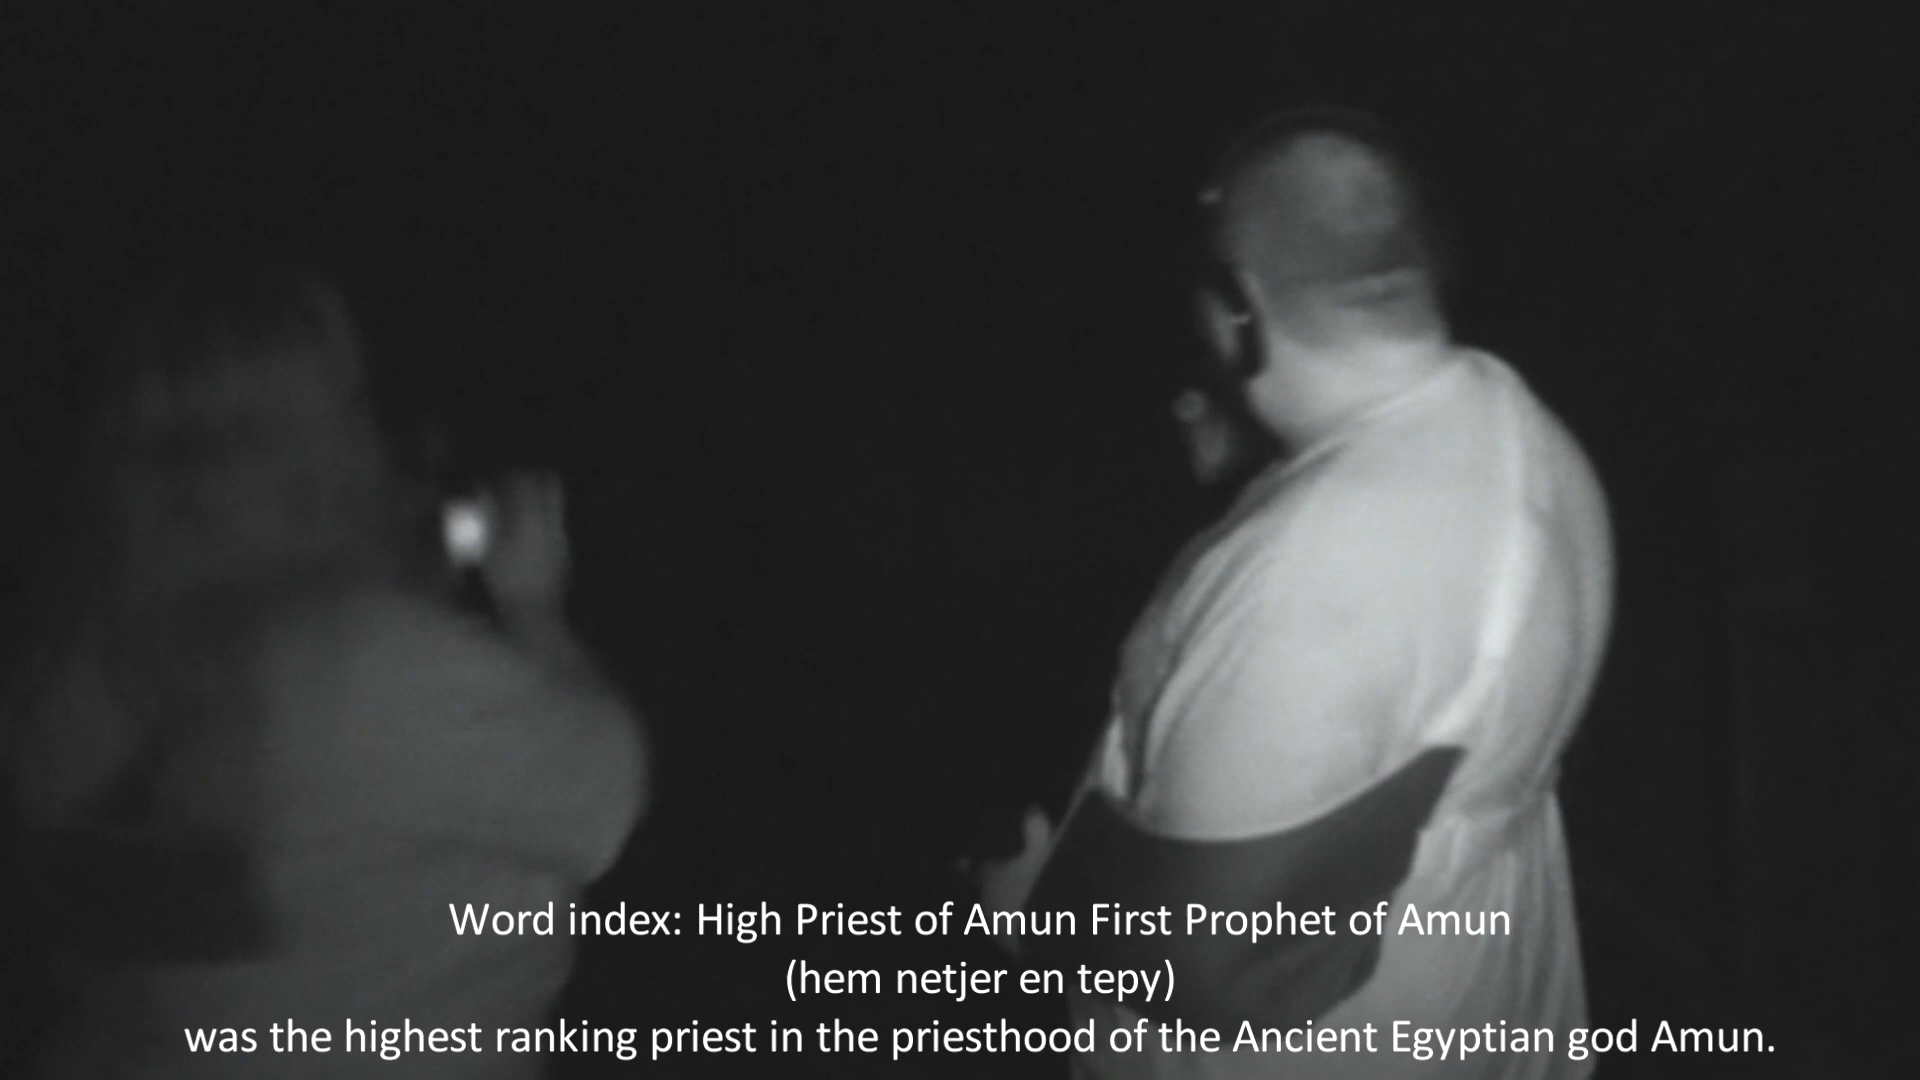 Word index: High Priest of Amun First Prophet of Amun
(hem netjer en tepy)
was the highest ranking priest in the priesthood of the Ancient Egyptian god Amun.